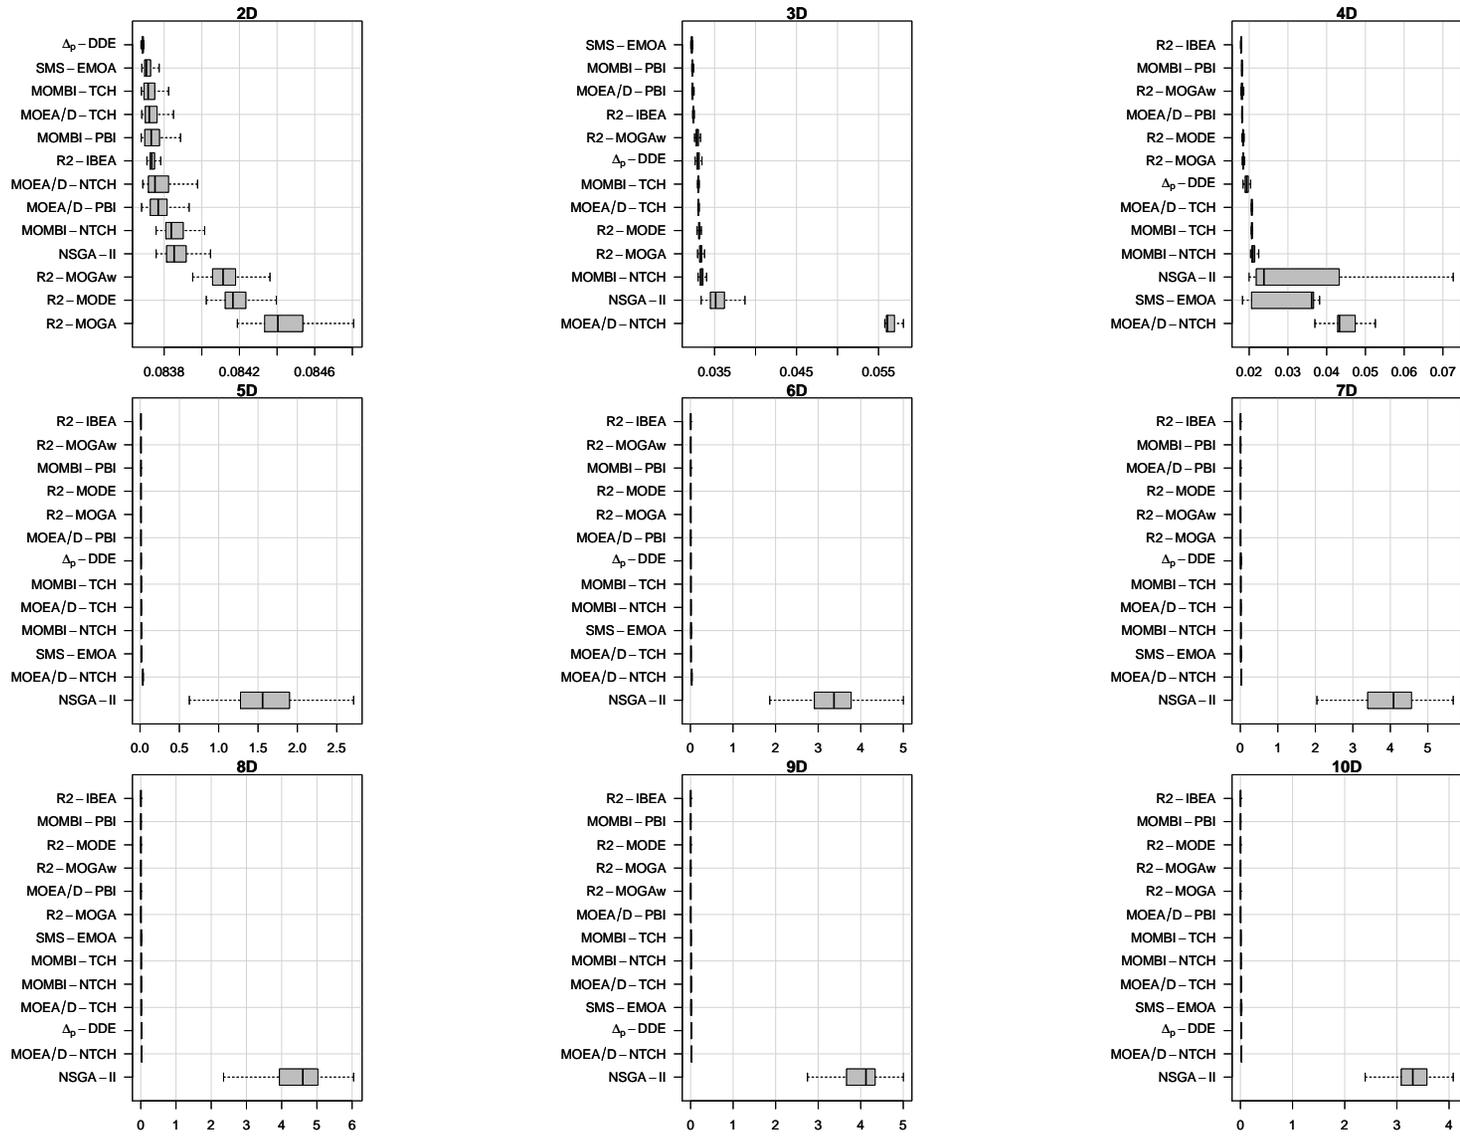 2D
Δp−DDE
SMS−EMOA
MOMBI−TCH
MOEA/D−TCH
MOMBI−PBI
R2−IBEA
MOEA/D−NTCH
MOEA/D−PBI
MOMBI−NTCH
NSGA−II
R2−MOGAw
R2−MODE
R2−MOGA
0.0838 0.0842 0.0846
3D
SMS−EMOA
MOMBI−PBI
MOEA/D−PBI
R2−IBEA
R2−MOGAw
Δp−DDE
MOMBI−TCH
MOEA/D−TCH
R2−MODE
R2−MOGA
MOMBI−NTCH
NSGA−II
MOEA/D−NTCH
0.035 0.045 0.055
4D
R2−IBEA
MOMBI−PBI
R2−MOGAw
MOEA/D−PBI
R2−MODE
R2−MOGA
Δp−DDE
MOEA/D−TCH
MOMBI−TCH
MOMBI−NTCH
NSGA−II
SMS−EMOA
MOEA/D−NTCH
0.02 0.03 0.04 0.05 0.06 0.07
5D
R2−IBEA
R2−MOGAw
MOMBI−PBI
R2−MODE
R2−MOGA
MOEA/D−PBI
Δp−DDE
MOMBI−TCH
MOEA/D−TCH
MOMBI−NTCH
SMS−EMOA
MOEA/D−NTCH
NSGA−II
0.0 0.5 1.0 1.5 2.0 2.5
6D
R2−IBEA
R2−MOGAw
MOMBI−PBI
R2−MODE
R2−MOGA
MOEA/D−PBI
Δp−DDE
MOMBI−TCH
MOMBI−NTCH
SMS−EMOA
MOEA/D−TCH
MOEA/D−NTCH
NSGA−II
0 1 2 3 4 5
7D
R2−IBEA
MOMBI−PBI
MOEA/D−PBI
R2−MODE
R2−MOGAw
R2−MOGA
Δp−DDE
MOMBI−TCH
MOEA/D−TCH
MOMBI−NTCH
SMS−EMOA
MOEA/D−NTCH
NSGA−II
0 1 2 3 4 5
8D
R2−IBEA
MOMBI−PBI
R2−MODE
R2−MOGAw
MOEA/D−PBI
R2−MOGA
SMS−EMOA
MOMBI−TCH
MOMBI−NTCH
MOEA/D−TCH
Δp−DDE
MOEA/D−NTCH
NSGA−II
0 1 2 3 4 5 6
9D
R2−IBEA
MOMBI−PBI
R2−MODE
R2−MOGA
R2−MOGAw
MOEA/D−PBI
MOMBI−TCH
MOMBI−NTCH
MOEA/D−TCH
SMS−EMOA
Δp−DDE
MOEA/D−NTCH
NSGA−II
0 1 2 3 4 5
10D
R2−IBEA
MOMBI−PBI
R2−MODE
R2−MOGAw
R2−MOGA
MOEA/D−PBI
MOMBI−TCH
MOMBI−NTCH
MOEA/D−TCH
SMS−EMOA
Δp−DDE
MOEA/D−NTCH
NSGA−II
0 1 2 3 4